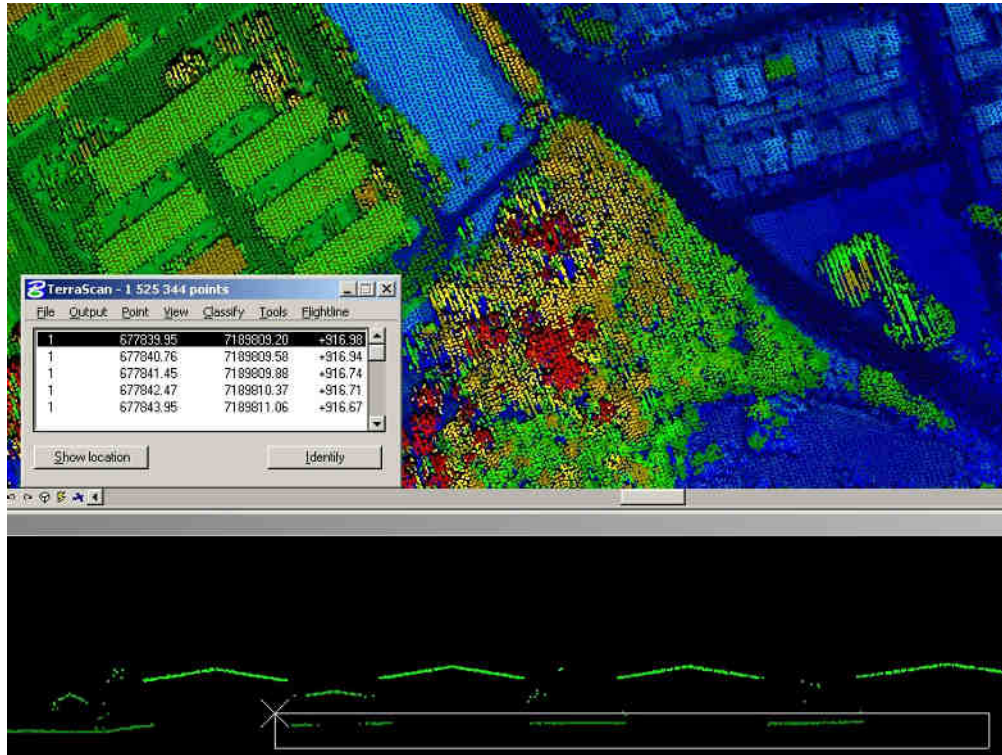 TerraScan - 1 525 344 points
File Output Point View Classify Tools Flightline
1 677839.95 7189809.20 +916.98
1 677840.76 7189809.58 +916.94
1 677841.45 7189809.88 +916.74
1 677842.47 7189810.37 +916.71
1 677843.95 7189811.06 +916.67
Show location Identify